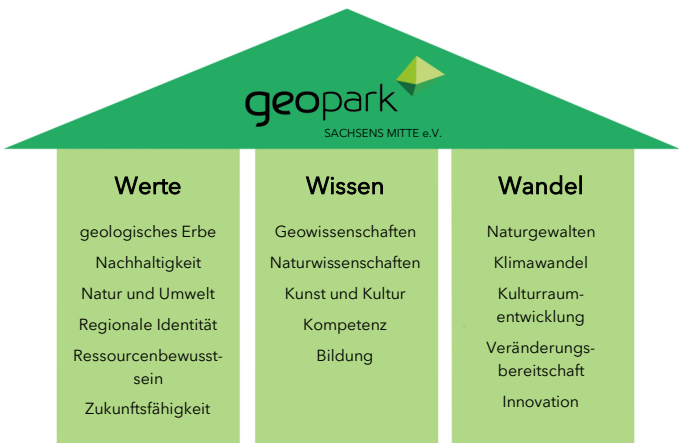 geopark
SACHSENS MITTE e.V.
Werte
geologisches Erbe
Nachhaltigkeit
Natur und Umwelt
Regionale Identität
Ressourcenbewusst-
sein
Zukunftsfähigkeit
Wissen
Geowissenschaften
Naturwissenschaften
Kunst und Kultur
Kompetenz
Bildung
Wandel
Naturgewalten
Klimawandel
Kulturraum-
entwicklung
Veränderungs-
bereitschaft
Innovation